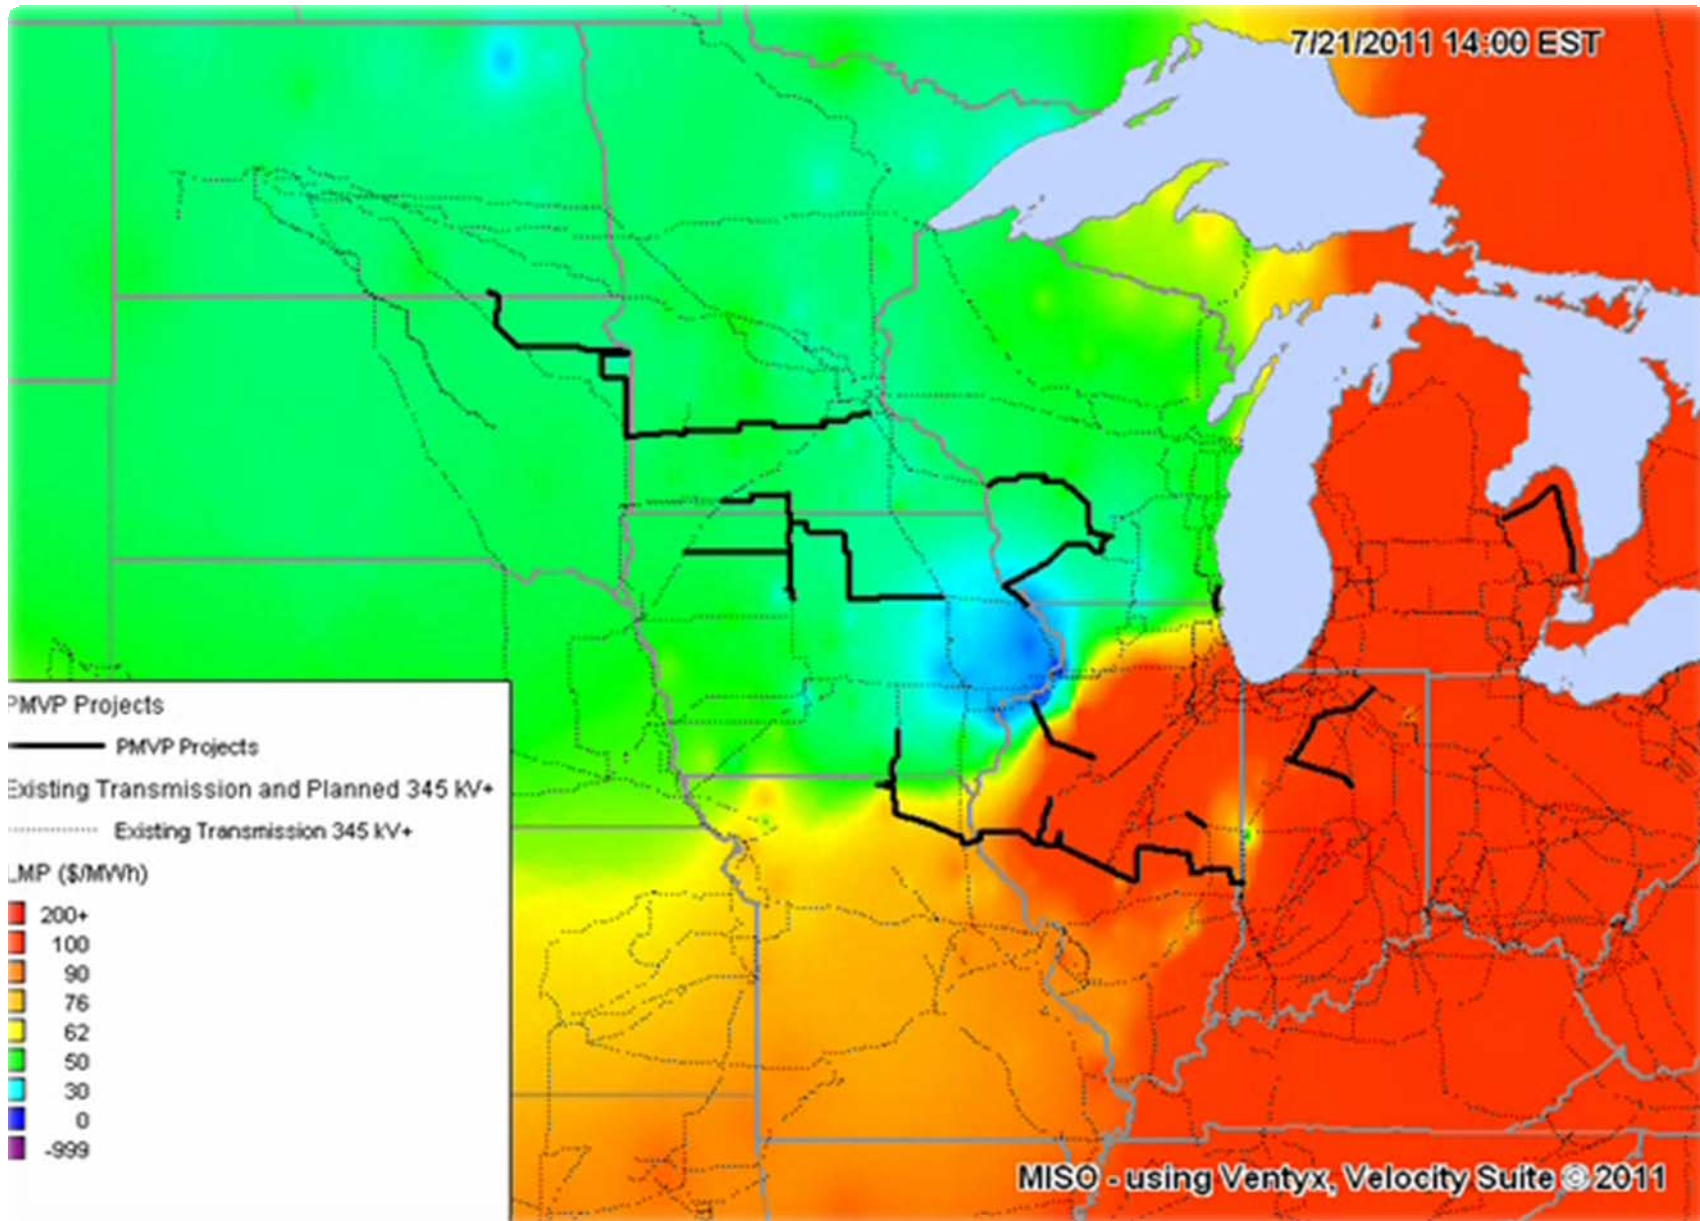 7/21/2011 14:00 EST
PMVP Projects
PMVP Projects
Existing Transmission and Planned 345 kV+
Existing Transmission 345 kV+
LMP ($/MWh)
200+
100
90
76
62
50
30
0
-999
MISO - using Ventyx, Velocity Suite © 2011